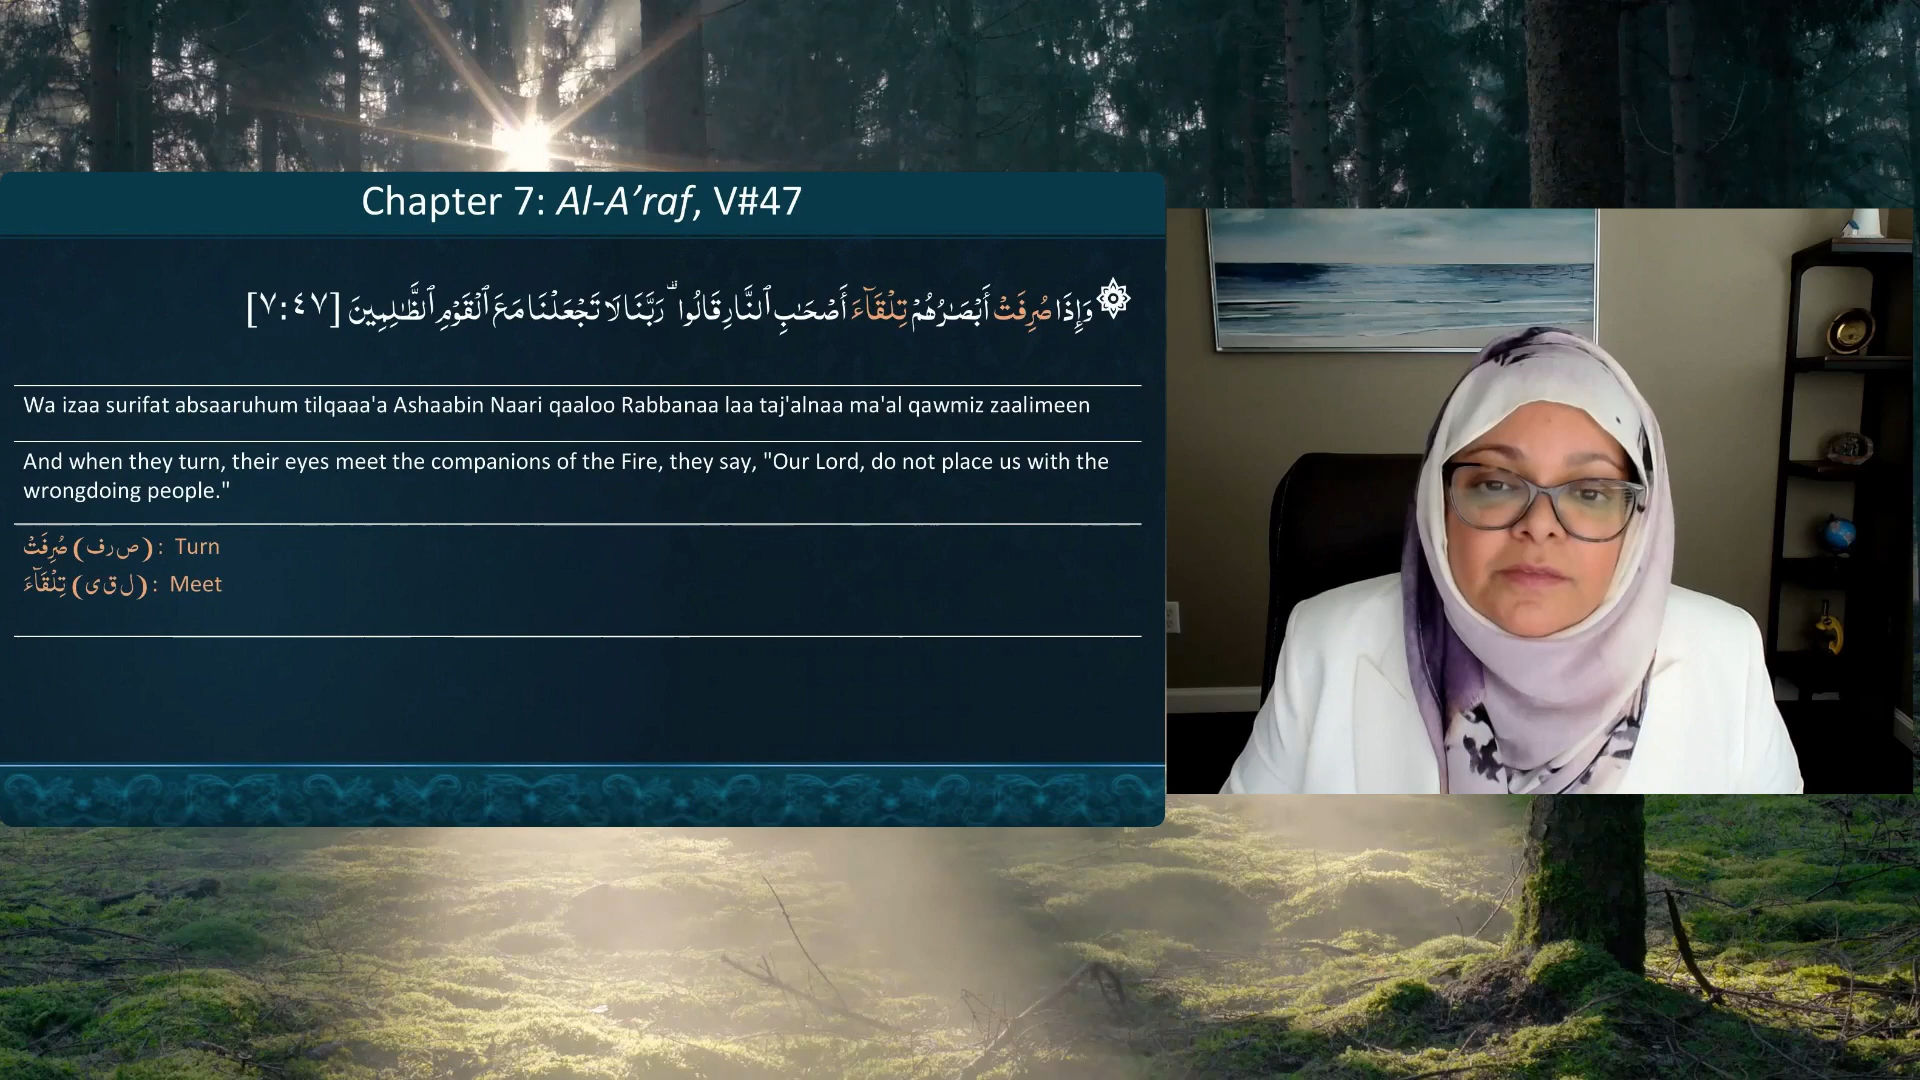 Chapter 7: Al-A’raf, V#47
۞ وَإِذَا صُرِفَتْ أَبْصَـٰرُهُمْ تِلْقَآءَ أَصْحَـٰبِ ٱلنَّارِ قَالُوا۟ رَبَّنَا لَا تَجْعَلْنَا مَعَ ٱلْقَوْمِ ٱلظَّـٰلِمِينَ [٧:٤٧]
Wa izaa surifat absaaruhum tilqaaa'a Ashaabin Naari qaaloo Rabbanaa laa taj'alnaa ma'al qawmiz zaalimeen
And when they turn, their eyes meet the companions of the Fire, they say, "Our Lord, do not place us with the
wrongdoing people."
صُرِفَتْ (ص ر ف) : Turn
تِلْقَآءَ (ل ق ی) : Meet